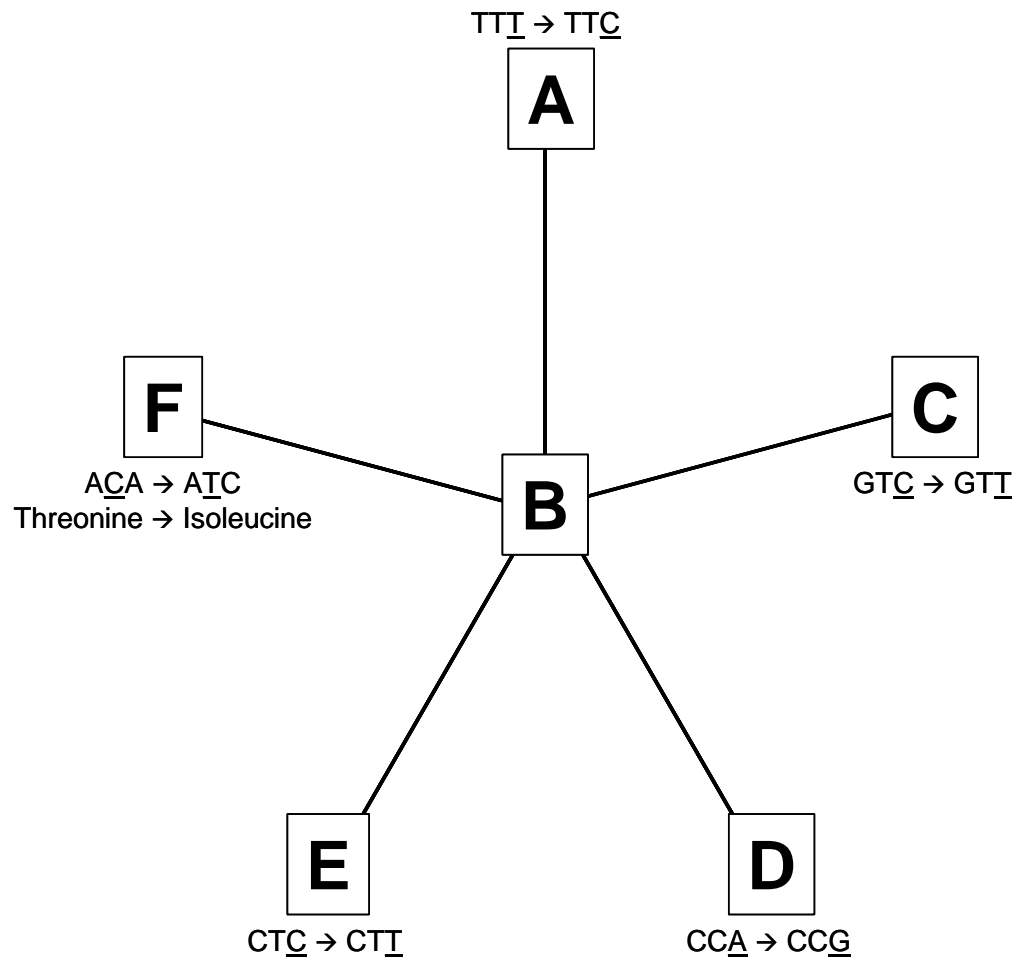 TTT → TTC
A
F
C
ACA → ATC
Threonine → Isoleucine
GTC → GTT
B
E
D
CTC → CTT
CCA → CCG